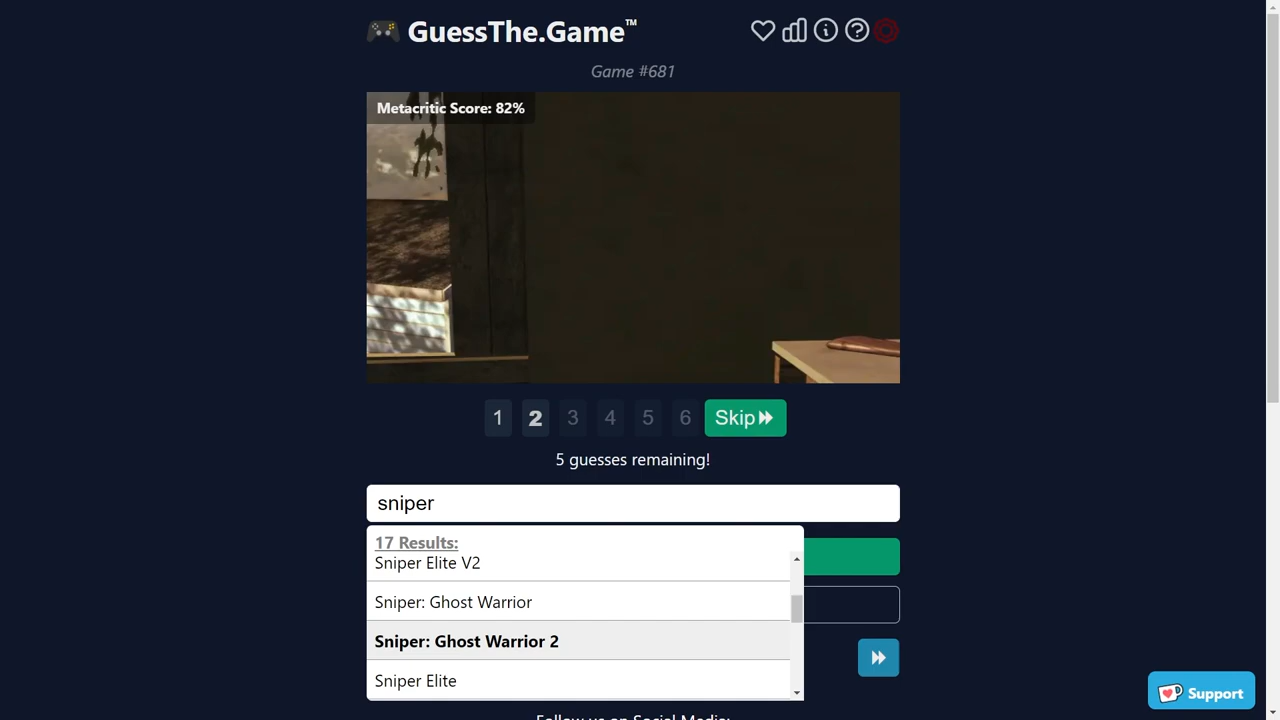 GuessThe.Game™
Game #681
Metacritic Score: 82%
1 2 3 4 5 6 Skip
5 guesses remaining!
sniper
17 Results:
Sniper Elite V2
Sniper: Ghost Warrior
Sniper: Ghost Warrior 2
Sniper Elite
Support